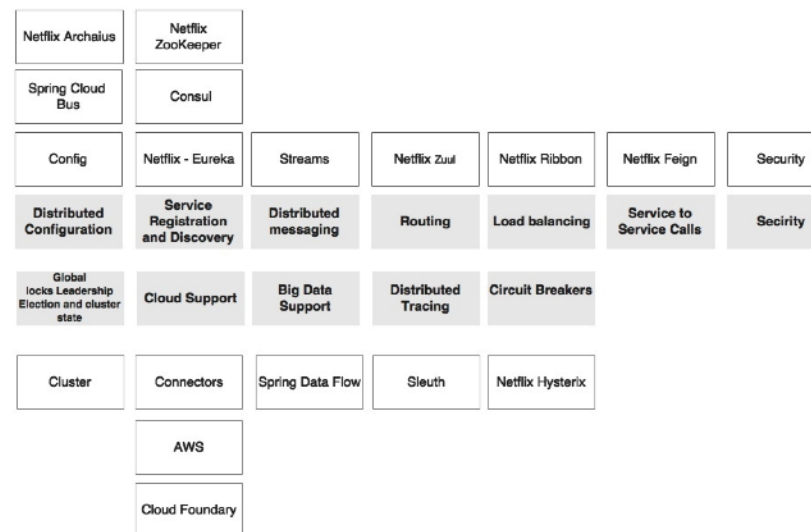 Netflix Archaius
Netflix
ZooKeeper
Spring Cloud
Bus
Consul
Config
Netflix - Eureka
Streams
Netflix Zuul
Netflix Ribbon
Netflix Feign
Security
Distributed
Configuration
Service
Registration
and Discovery
Distributed
messaging
Routing
Load balancing
Service to
Service Calls
Secirity
Global
locks Leadership
Election and cluster
state
Cloud Support
Big Data
Support
Distributed
Tracing
Circuit Breakers
Cluster
Connectors
Spring Data Flow
Sleuth
Netflix Hysterix
AWS
Cloud Foundary